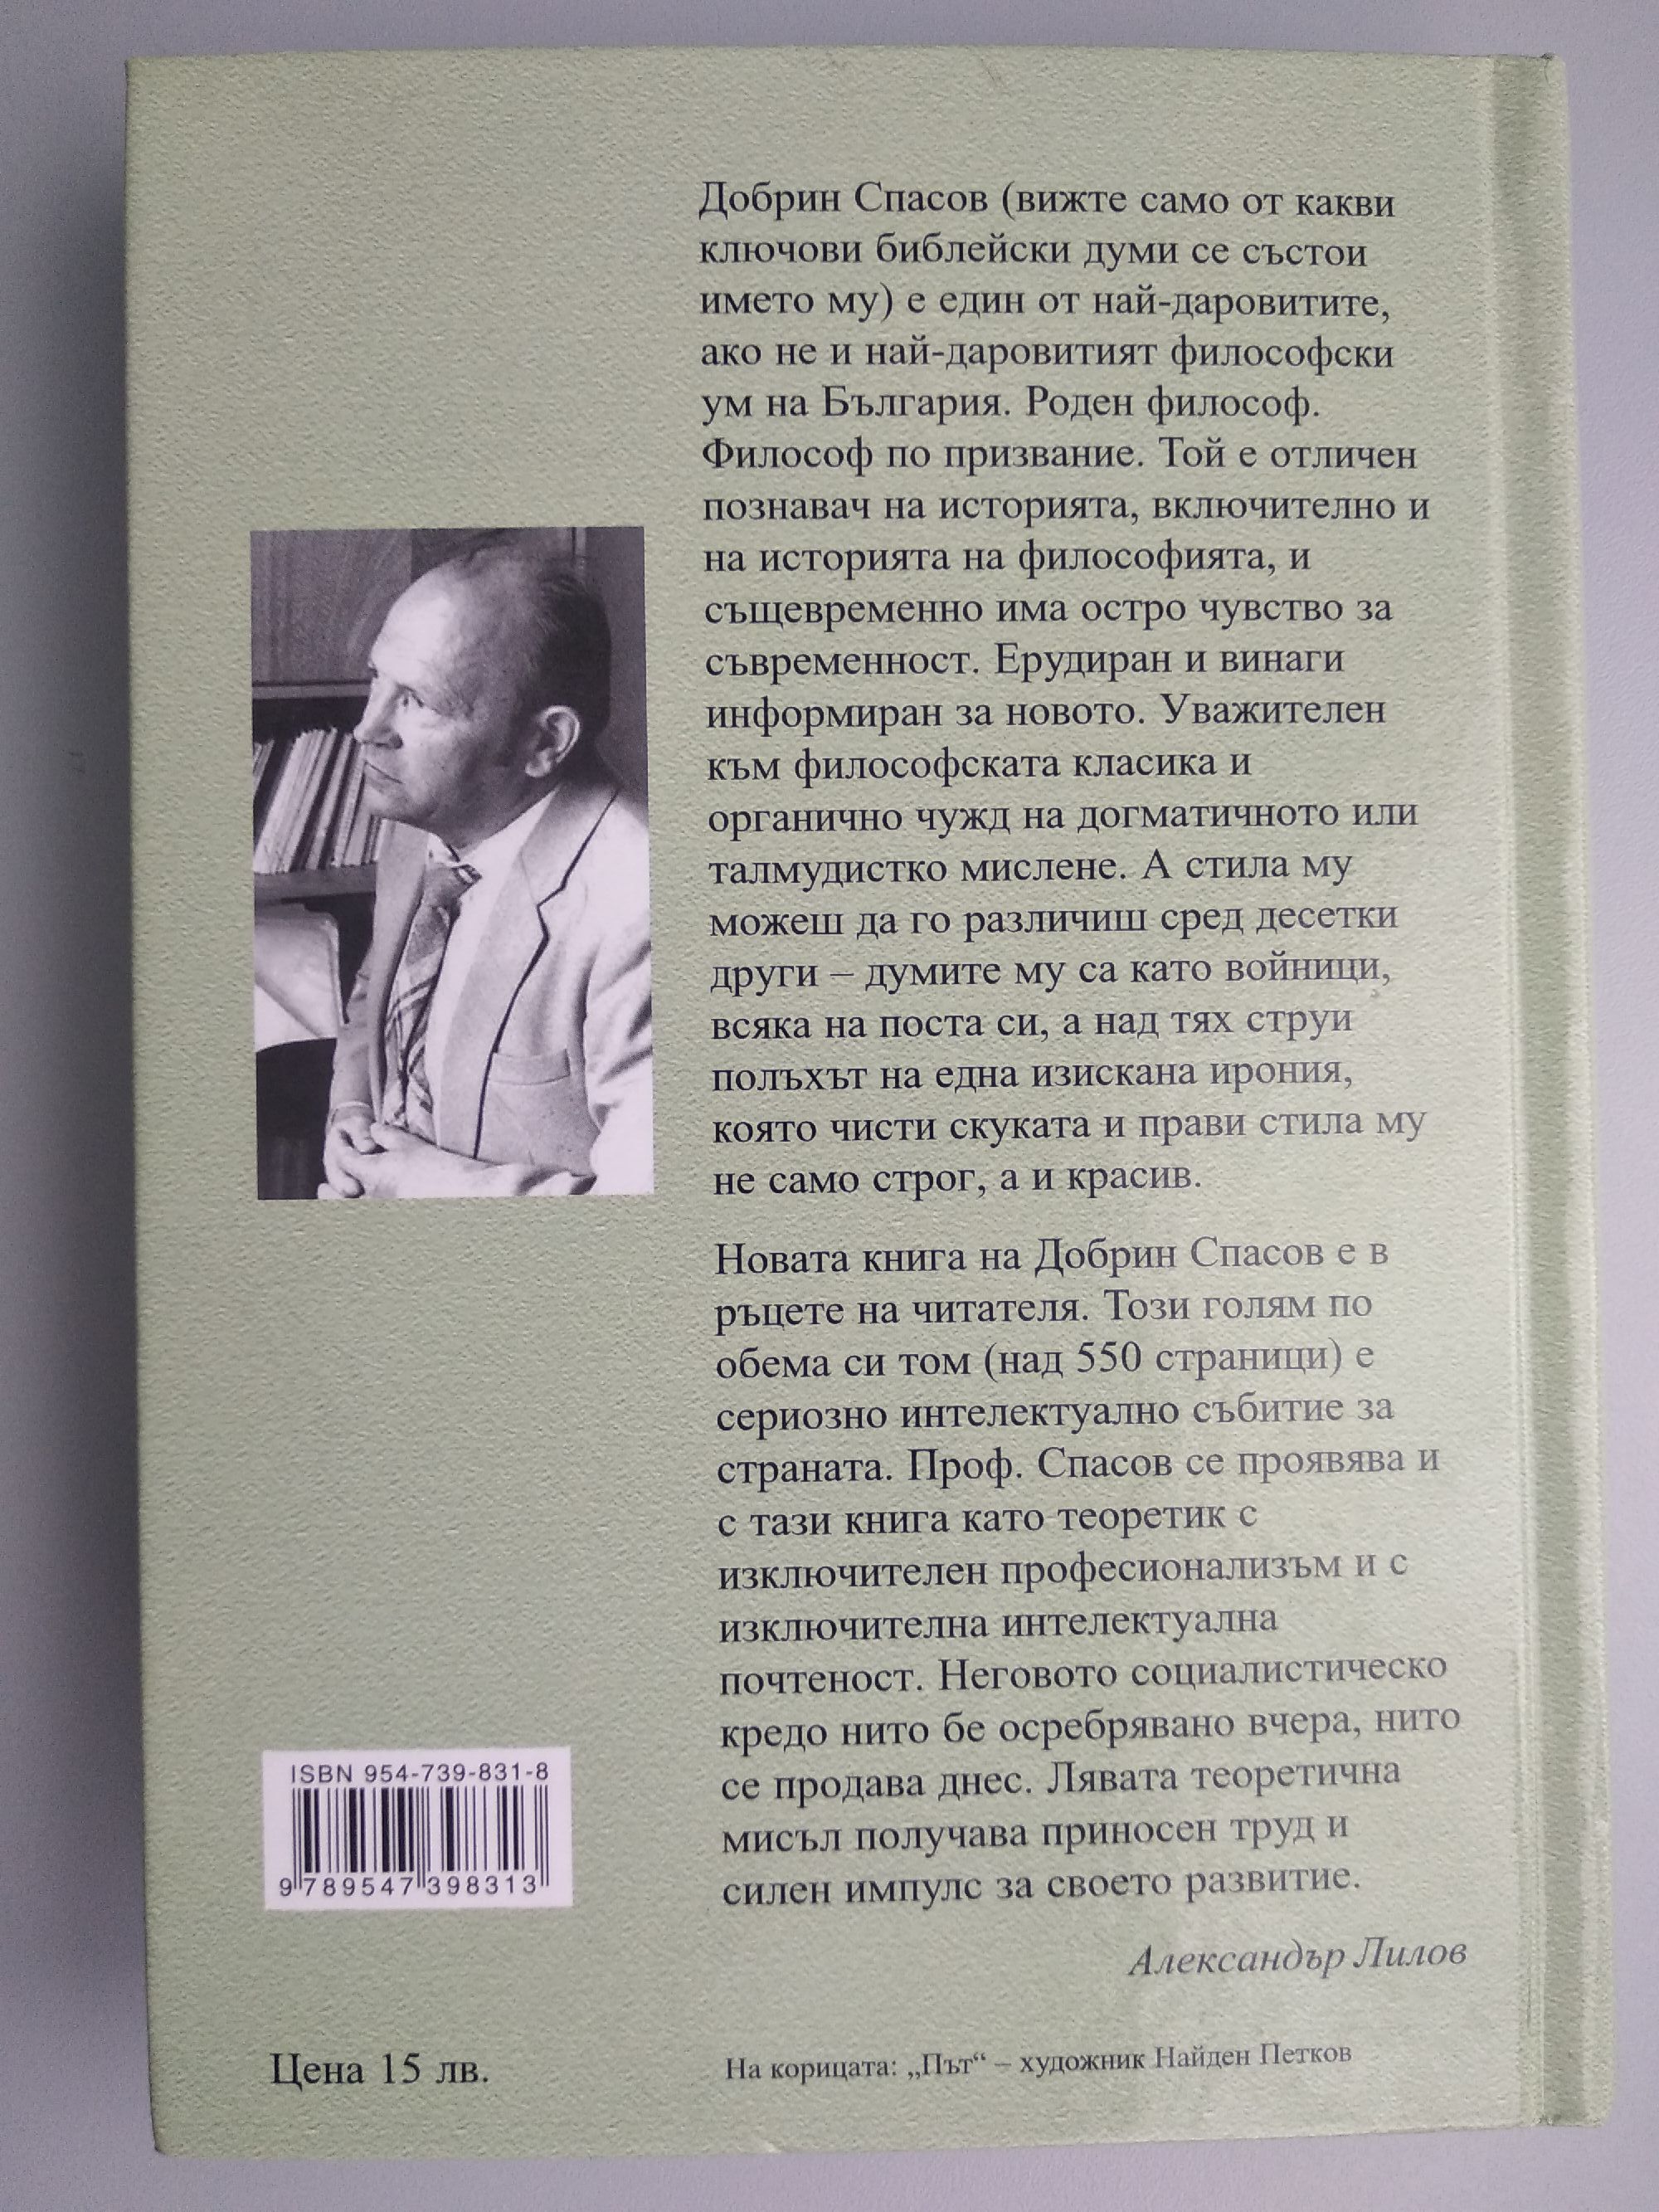 Добрин Спасов (вижте само от какви
ключови библейски думи се състои
името му) е един от най-даровитите,
ако не и най-даровитият философски
ум на България. Роден философ.
Философ по призвание. Той е отличен
познавач на историята, включително и
на историята на философията, и
същевременно има остро чувство за
съвременност. Ерудиран и винаги
информиран за новото. Уважителен
към философската класика и
органично чужд на догматичното или
талмудистко мислене. А стила му
можеш да го различиш сред десетки
други – думите му са като войници,
всяка на поста си, а над тях струи
полъхът на една изискана ирония,
която чисти скуката и прави стила му
не само строг, а и красив.
Новата книга на Добрин Спасов е в
ръцете на читателя. Този голям по
обема си том (над 550 страници) е
сериозно интелектуално събитие за
страната. Проф. Спасов се проявява и
с тази книга като теоретик с
изключителен професионализъм и с
изключителна интелектуална
почтеност. Неговото социалистическо
кредо нито бе осребрявано вчера, нито
се продава днес. Лявата теоретична
мисъл получава приносен труд и
силен импулс за своето развитие.
Александър Лилов
ISBN 954-739-831-8
9 789547 398313
Цена 15 лв.
На корицата: „Път“ – художник Найден Петков